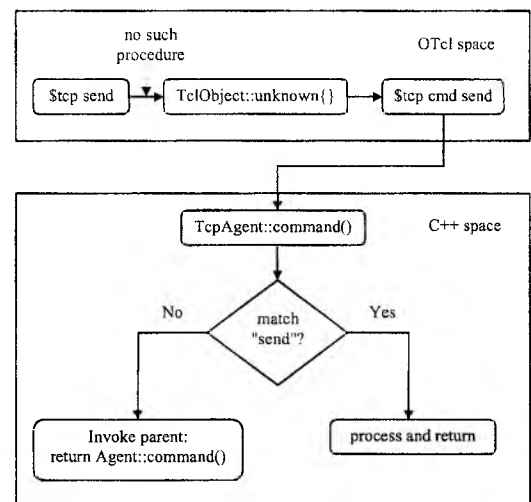 no such
procedure
OTcl space
$tcp send
TclObject::unknown{}
$tcp cmd send
TcpAgent::command()
C++ space
No
match
"send"?
Yes
Invoke parent:
return Agent::command()
process and return